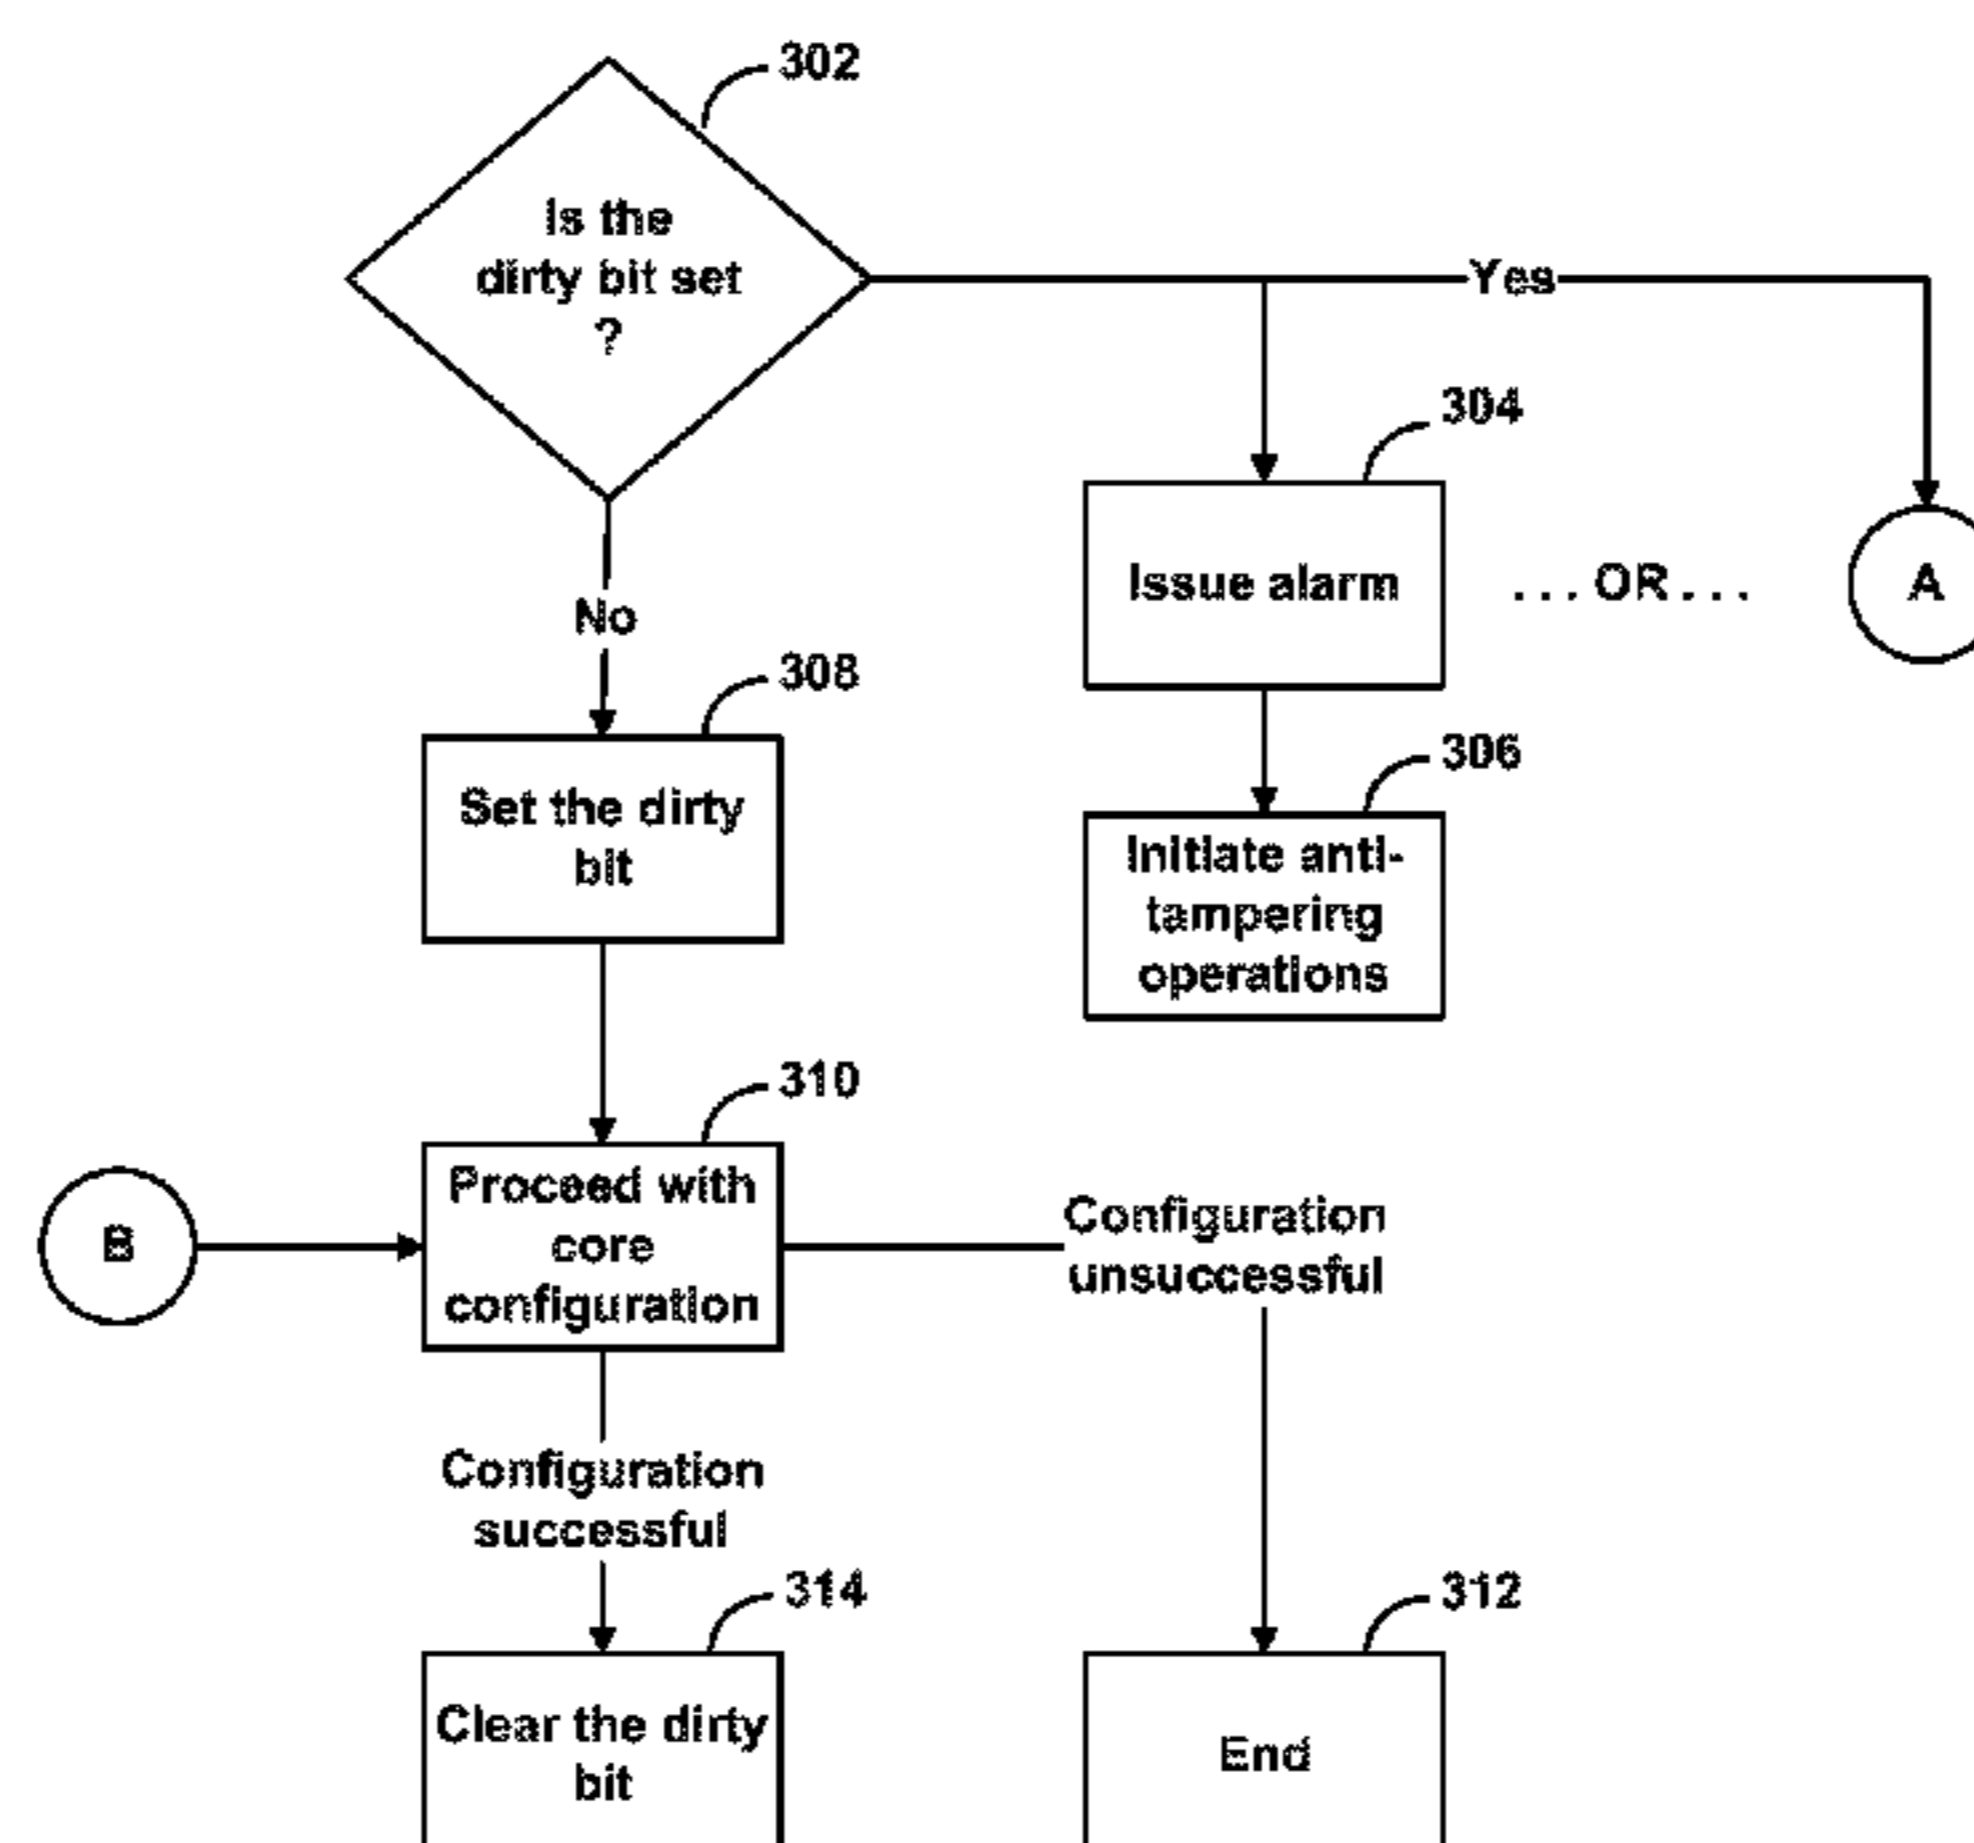 302
Is the
dirty bit set
?
Yes
304
Issue alarm
... OR ...
A
No
308
Set the dirty
bit
306
Initiate anti-
tampering
operations
310
B
Proceed with
core
configuration
Configuration
unsuccessful
Configuration
successful
314
Clear the dirty
bit
312
End